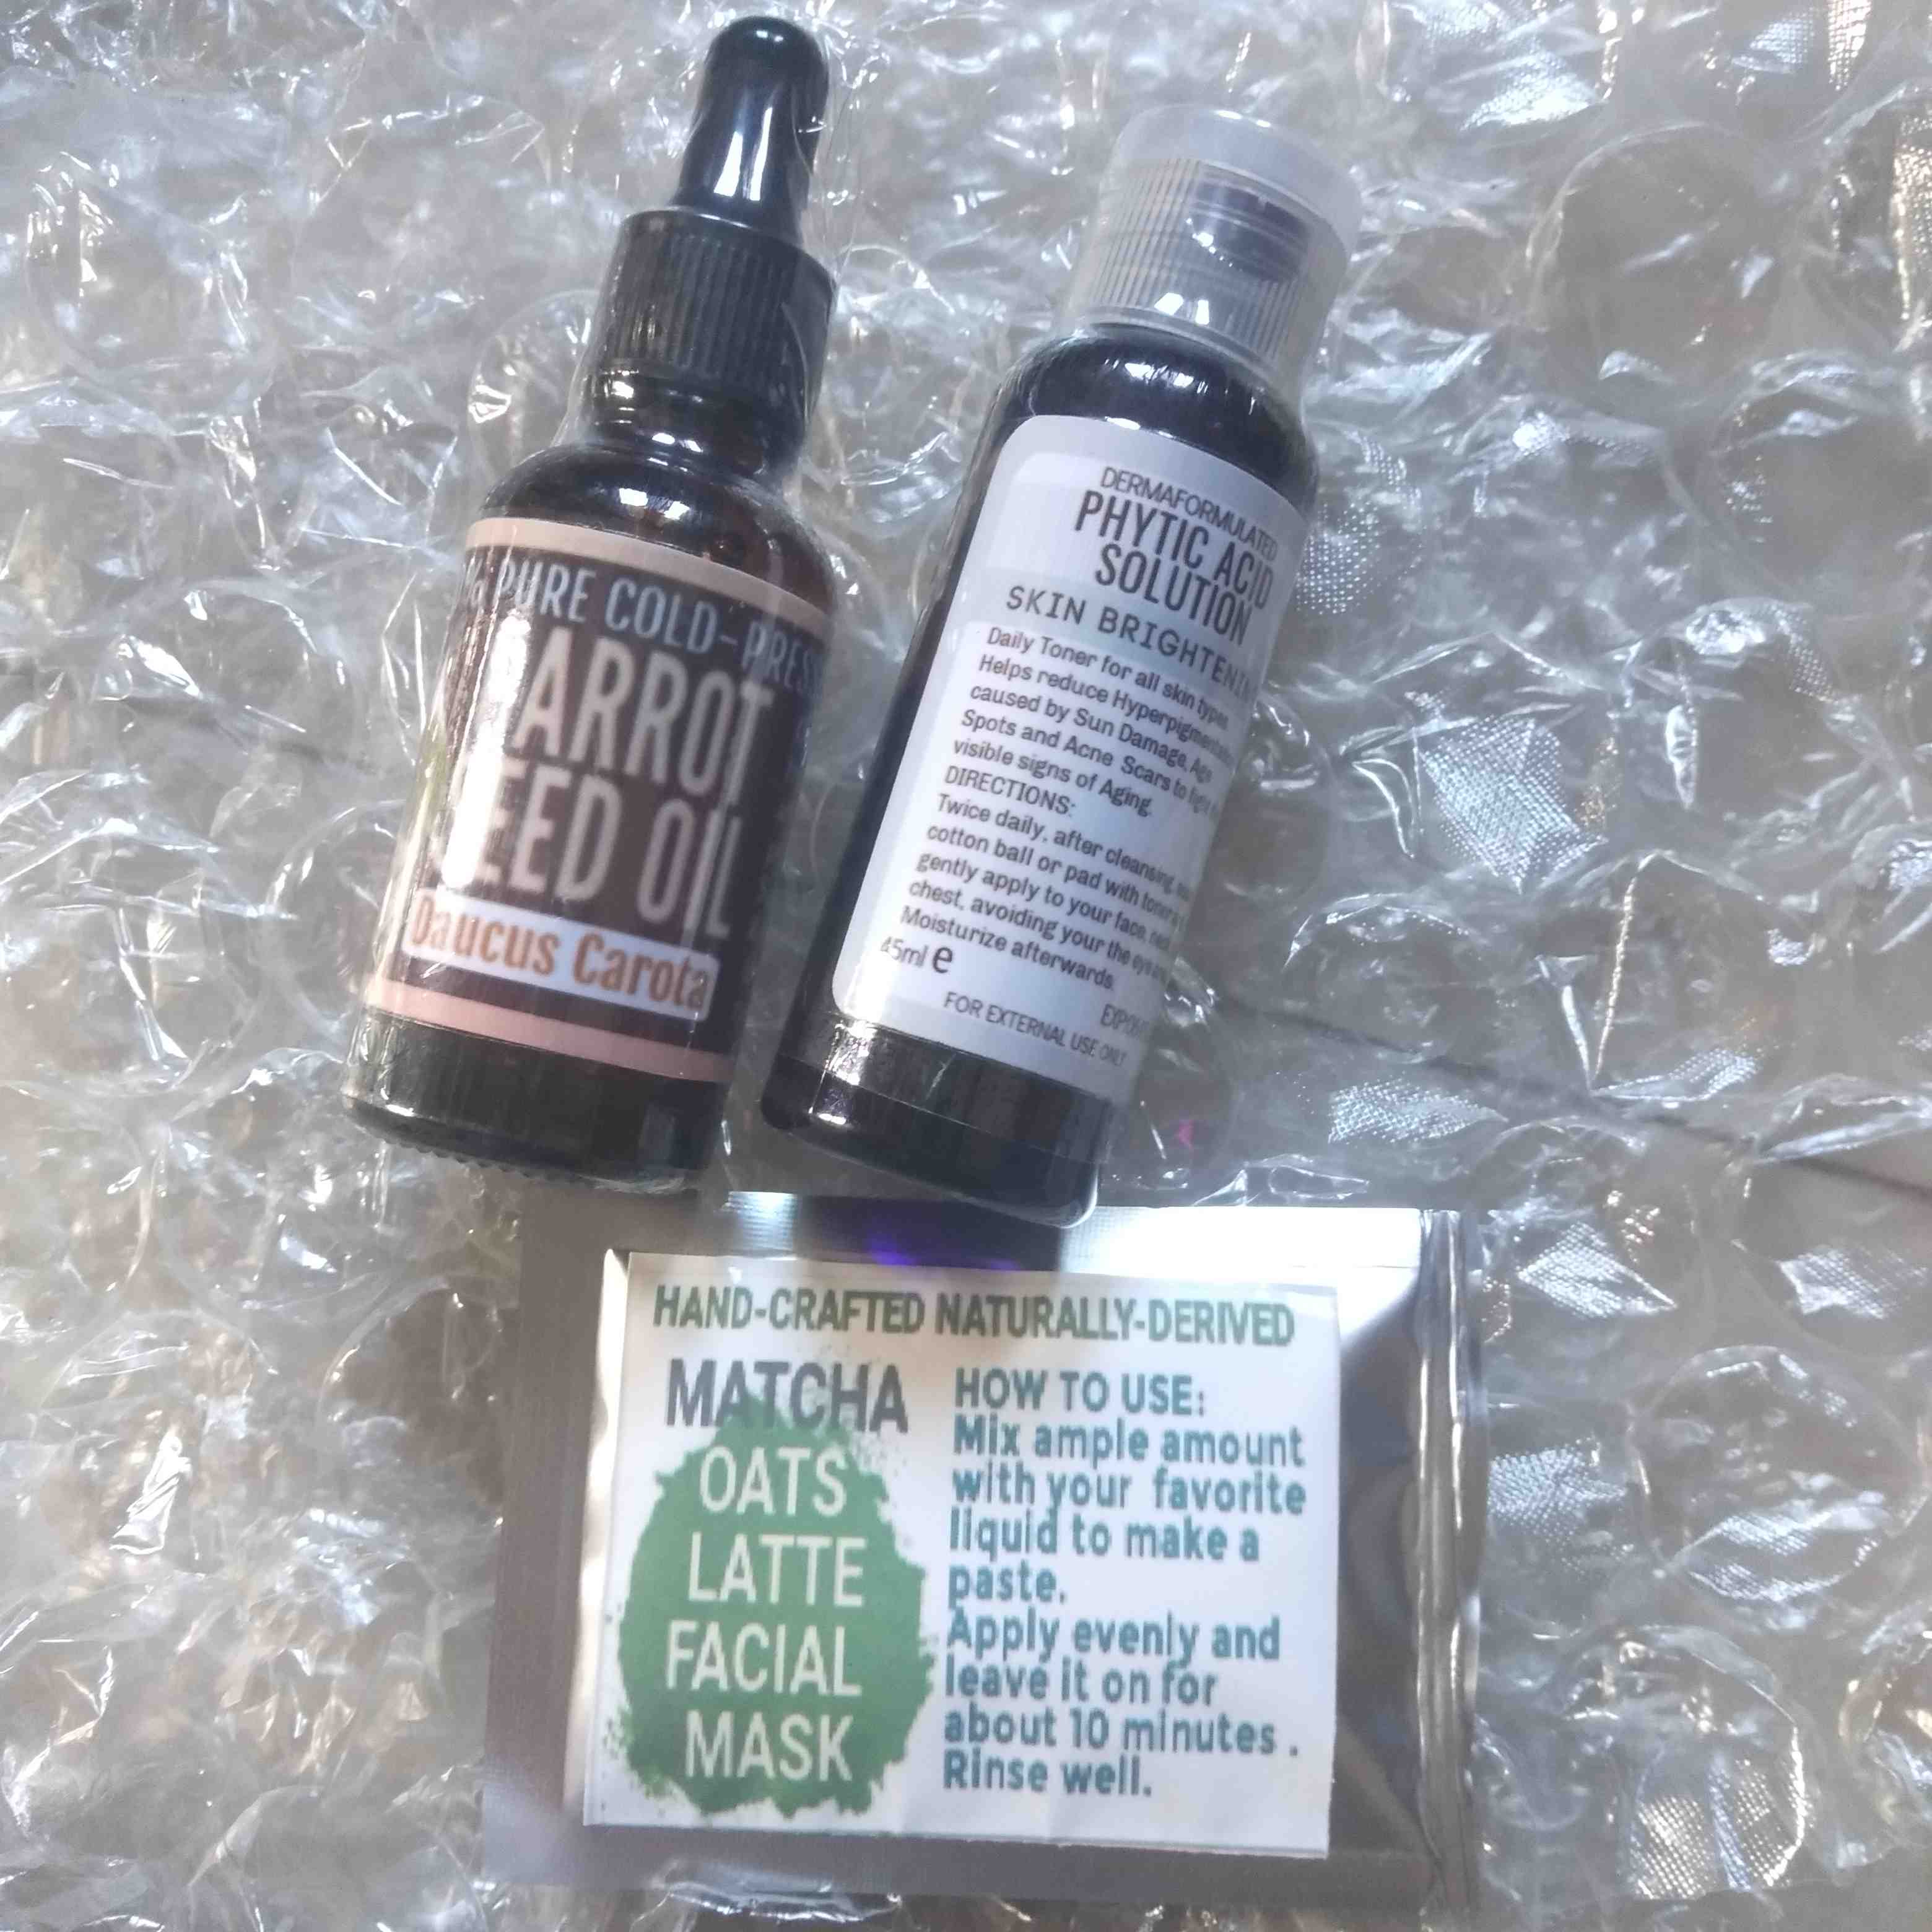 PURE COLD-PRESS
ARROT
EED OIL
Daucus Carota
DERMAFORMULATED
PHYTIC ACID
SOLUTION
SKIN BRIGHTENIN
Daily Toner for all skin types.
Helps reduce Hyperpigmentation
caused by Sun Damage, Age
Spots and Acne Scars to fight
visible signs of Aging.
DIRECTIONS:
Twice daily, after cleansing,
cotton ball or pad with toner
gently apply to your face,
chest, avoiding your the eye
Moisturize afterwards.
45ml e
FOR EXTERNAL USE ONLY
HAND-CRAFTED NATURALLY-DERIVED
MATCHA
OATS
LATTE
FACIAL
MASK
HOW TO USE:
Mix ample amount
with your favorite
liquid to make a
paste.
Apply evenly and
leave it on for
about 10 minutes .
Rinse well.